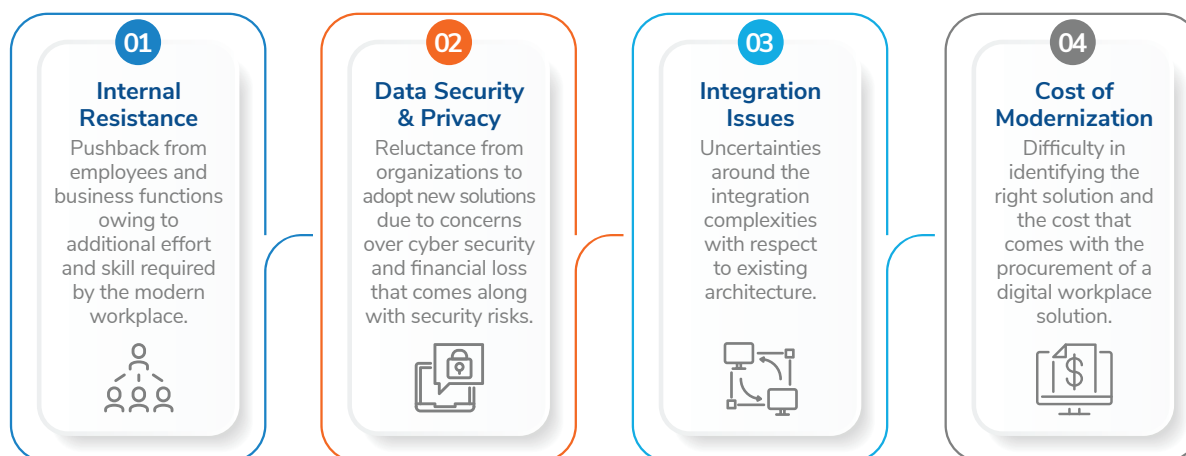 01
Internal
Resistance
Pushback from
employees and
business functions
owing to
additional effort
and skill required
by the modern
workplace.
02
Data Security
& Privacy
Reluctance from
organizations to
adopt new solutions
due to concerns
over cyber security
and financial loss
that comes along
with security risks.
03
Integration
Issues
Uncertainties
around the
integration
complexities
with respect
to existing
architecture.
04
Cost of
Modernization
Difficulty in
identifying the
right solution and
the cost that
comes with the
procurement of a
digital workplace
solution.
$